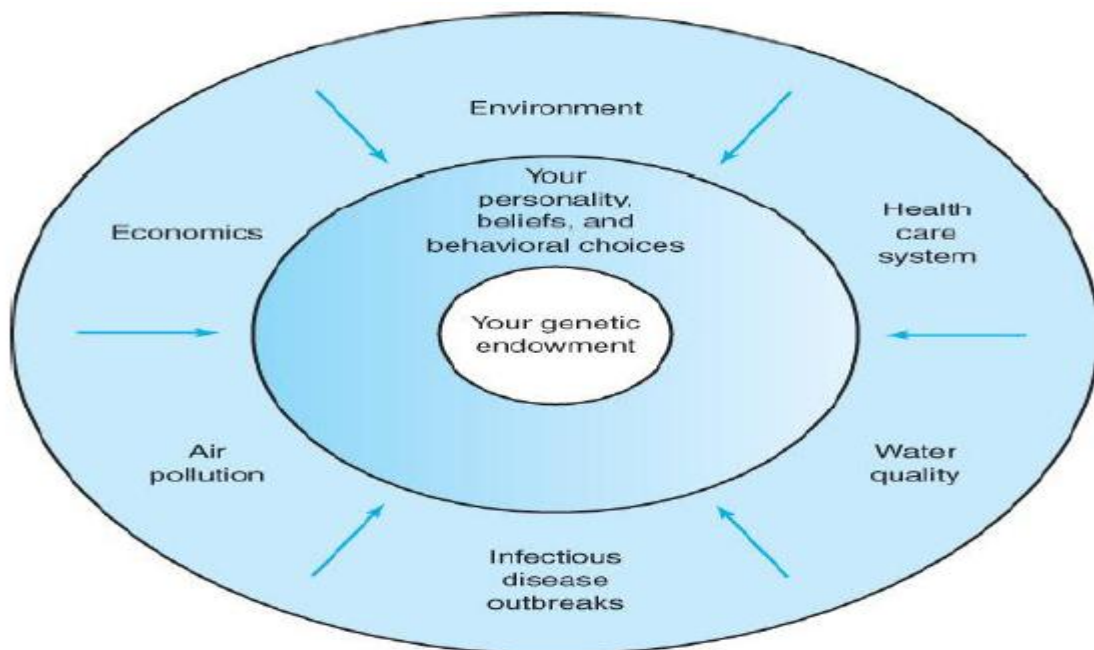 Environment
Your
personality,
beliefs, and
behavioral choices
Economics
Health
care
system
Your genetic
endowment
Air
pollution
Water
quality
Infectious
disease
outbreaks